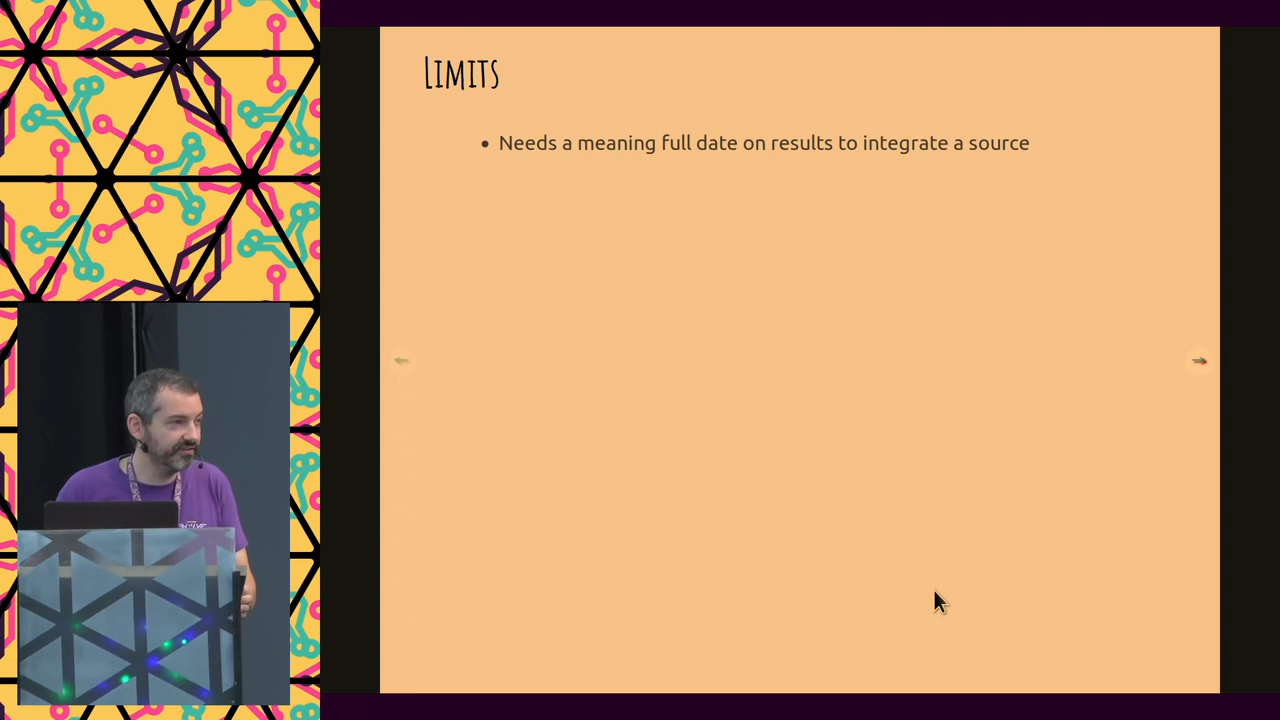 Limits
• Needs a meaning full date on results to integrate a source